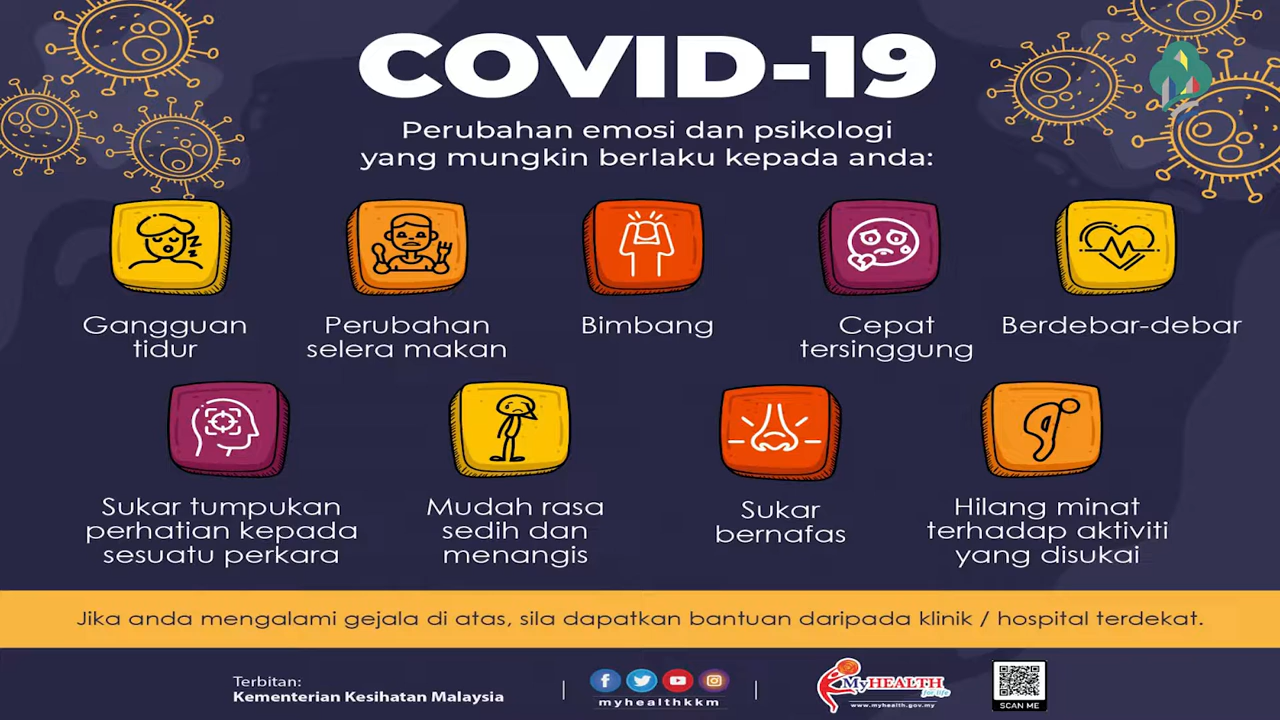 COVID-19
Perubahan emosi dan psikologi
yang mungkin berlaku kepada anda:
Gangguan
tidur
Perubahan
selera makan
Bimbang
Cepat
tersinggung
Berdebar-debar
Sukar tumpukan
perhatian kepada
sesuatu perkara
Mudah rasa
sedih dan
menangis
Sukar
bernafas
Hilang minat
terhadap aktiviti
yang disukai
Jika anda mengalami gejala di atas, sila dapatkan bantuan daripada klinik / hospital terdekat.
Terbitan:
Kementerian Kesihatan Malaysia
myhealthkkm
MyHEALTH
for life
www.myhealth.gov.my
SCAN ME